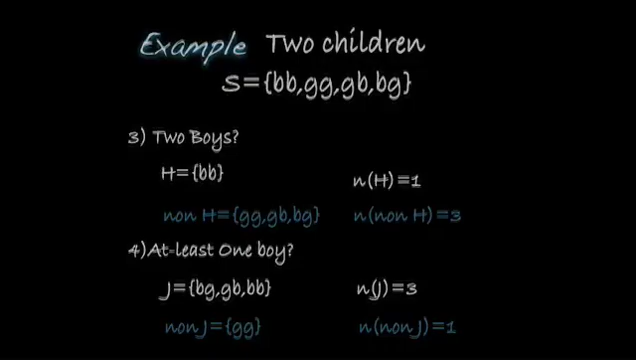 Example Two children
S={bb,gg,gb,bg}
3) Two Boys?
H={bb} n(H)=1
non H={gg,gb,bg} n(non H)=3
4)At-least One boy?
J={bg,gb,bb} n(J)=3
non J={gg} n(non J)=1